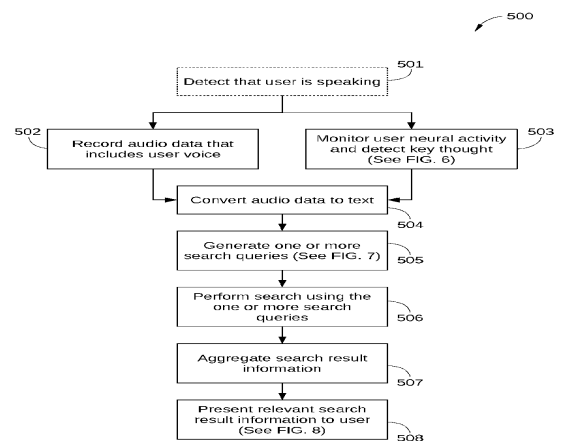 500
Detect that user is speaking
501
502
Record audio data that
includes user voice
Monitor user neural activity
and detect key thought
(See FIG. 6)
503
Convert audio data to text
504
Generate one or more
search queries (See FIG. 7)
505
Perform search using the
one or more search
queries
506
Aggregate search result
information
507
Present relevant search
result information to user
(See FIG. 8)
508